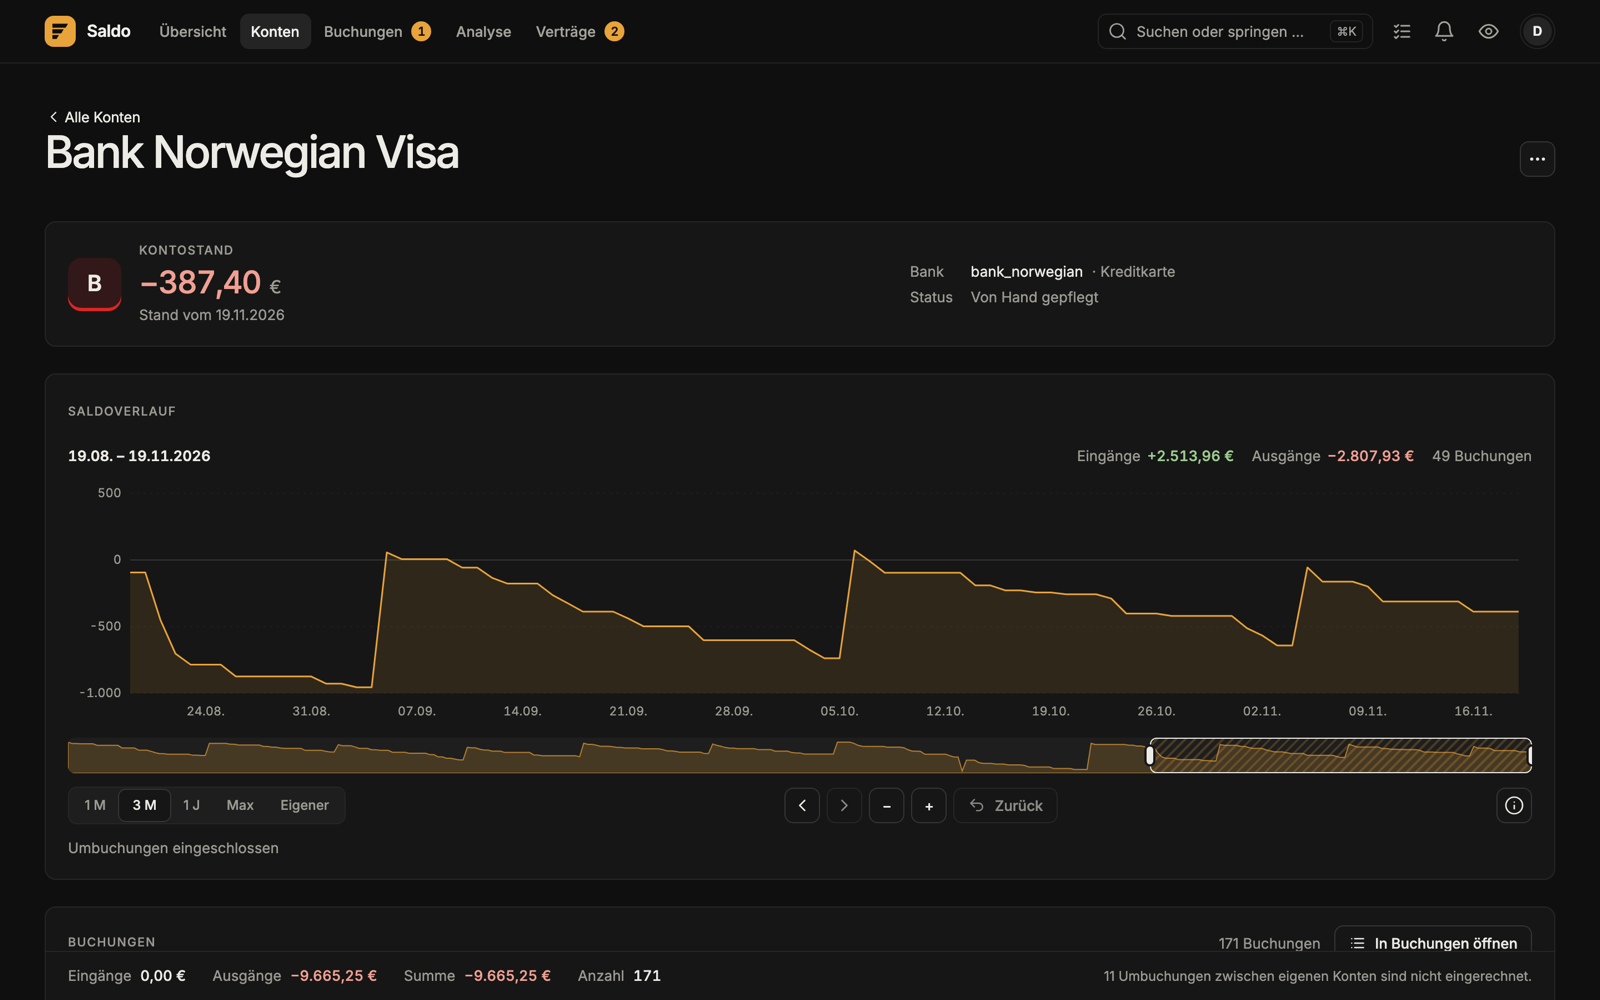 Saldo
Übersicht
Konten
Buchungen 1
Analyse
Verträge 2
Suchen oder springen ... ⌘K
D
Alle Konten
Bank Norwegian Visa
KONTOSTAND
B
−387,40 €
Stand vom 19.11.2026
Bank bank_norwegian · Kreditkarte
Status Von Hand gepflegt
SALDOVERLAUF
19.08. – 19.11.2026
Eingänge +2.513,96 € Ausgänge −2.807,93 € 49 Buchungen
500
0
-500
-1.000
24.08. 31.08. 07.09. 14.09. 21.09. 28.09. 05.10. 12.10. 19.10. 26.10. 02.11. 09.11. 16.11.
1 M 3 M 1 J Max Eigener
− + Zurück
Umbuchungen eingeschlossen
BUCHUNGEN
171 Buchungen In Buchungen öffnen
Eingänge 0,00 € Ausgänge −9.665,25 € Summe −9.665,25 € Anzahl 171
11 Umbuchungen zwischen eigenen Konten sind nicht eingerechnet.